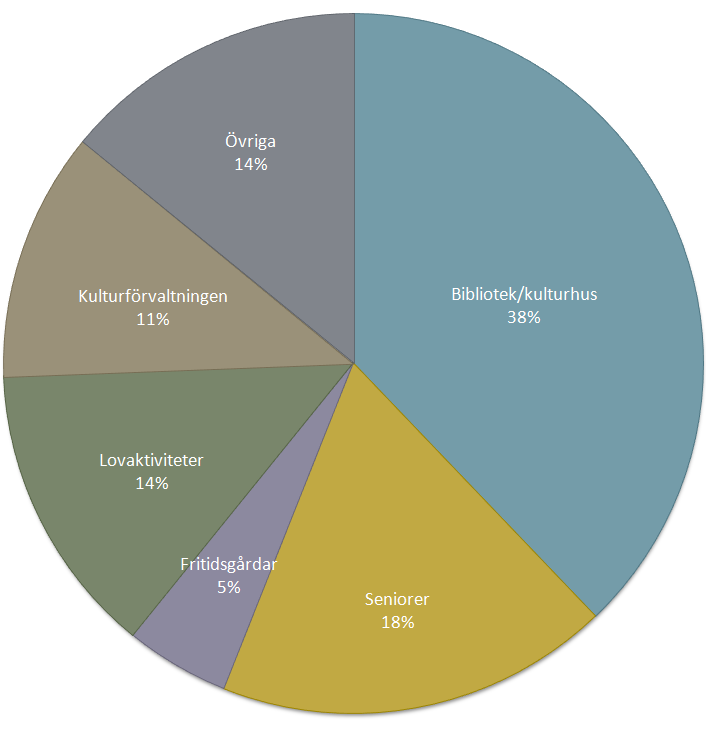 Övriga
14%
Bibliotek/kulturhus
38%
Kulturförvaltningen
11%
Lovaktiviteter
14%
Fritidsgårdar
5%
Seniorer
18%